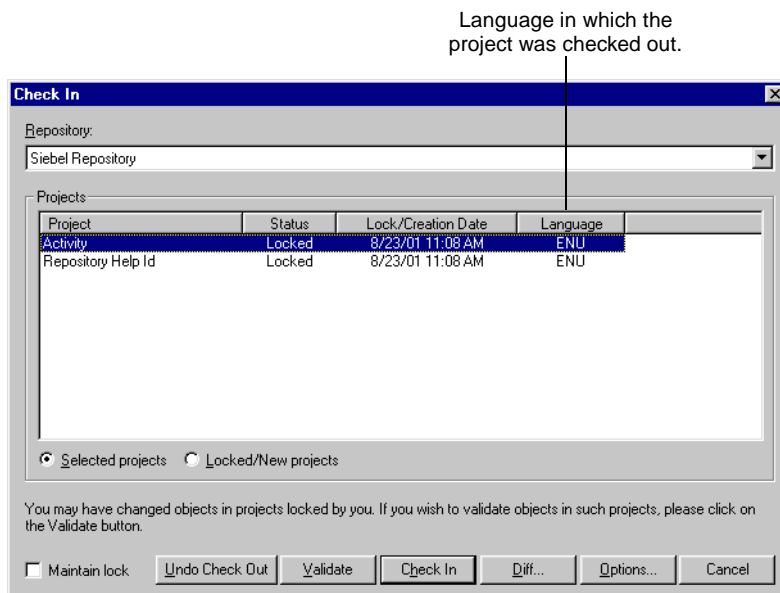 Language in which the
project was checked out.
Check In
Repository:
Siebel Repository
Projects
Project Status Lock/Creation Date Language
Activity Locked 8/23/01 11:08 AM ENU
Repository Help Id Locked 8/23/01 11:08 AM ENU
Selected projects Locked/New projects
You may have changed objects in projects locked by you. If you wish to validate objects in such projects, please click on
the Validate button.
Maintain lock Undo Check Out Validate Check In Diff... Options... Cancel